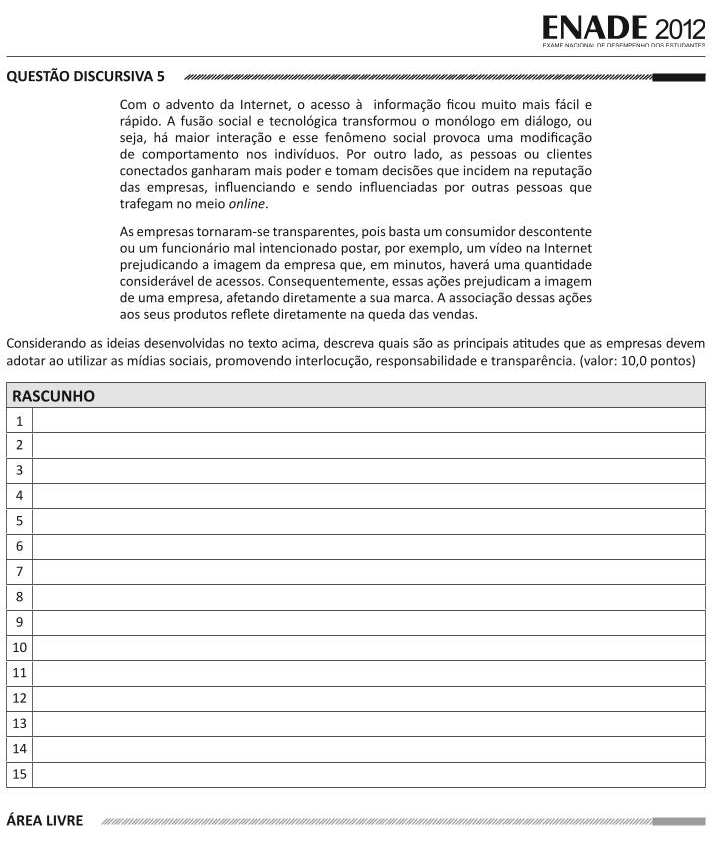 ENADE 2012
EXAME NACIONAL DE DESEMPENHO DOS ESTUDANTES
QUESTÃO DISCURSIVA 5
Com o advento da Internet, o acesso à informação ficou muito mais fácil e
rápido. A fusão social e tecnológica transformou o monólogo em diálogo, ou
seja, há maior interação e esse fenômeno social provoca uma modificação
de comportamento nos indivíduos. Por outro lado, as pessoas ou clientes
conectados ganharam mais poder e tomam decisões que incidem na reputação
das empresas, influenciando e sendo influenciadas por outras pessoas que
trafegam no meio online.
As empresas tornaram-se transparentes, pois basta um consumidor descontente
ou um funcionário mal intencionado postar, por exemplo, um vídeo na Internet
prejudicando a imagem da empresa que, em minutos, haverá uma quantidade
considerável de acessos. Consequentemente, essas ações prejudicam a imagem
de uma empresa, afetando diretamente a sua marca. A associação dessas ações
aos seus produtos reflete diretamente na queda das vendas.
Considerando as ideias desenvolvidas no texto acima, descreva quais são as principais atitudes que as empresas devem
adotar ao utilizar as mídias sociais, promovendo interlocução, responsabilidade e transparência. (valor: 10,0 pontos)
RASCUNHO
1
2
3
4
5
6
7
8
9
10
11
12
13
14
15
ÁREA LIVRE